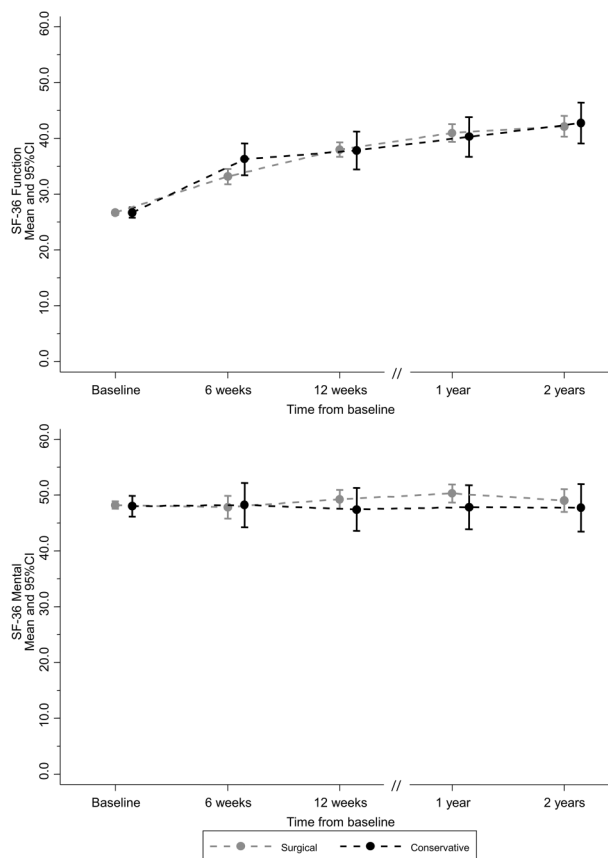 60.0
50.0
40.0
30.0
20.0
10.0
0.0
SF-36 Function
Mean and 95%CI
Baseline 6 weeks 12 weeks // 1 year 2 years
Time from baseline
60.0
50.0
40.0
30.0
20.0
10.0
0.0
SF-36 Mental
Mean and 95%CI
Baseline 6 weeks 12 weeks // 1 year 2 years
Time from baseline
Surgical Conservative